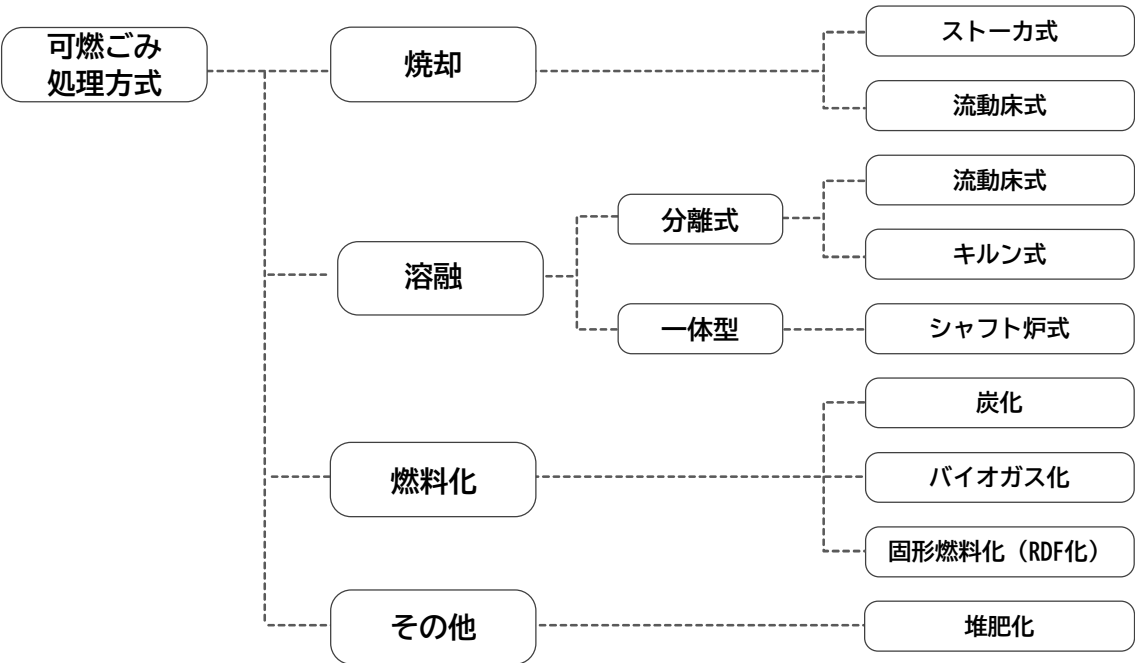 可燃ごみ
処理方式
焼却
ストーカ式
流動床式
溶融
分離式
流動床式
キルン式
一体型
シャフト炉式
燃料化
炭化
バイオガス化
固形燃料化（RDF化）
その他
堆肥化